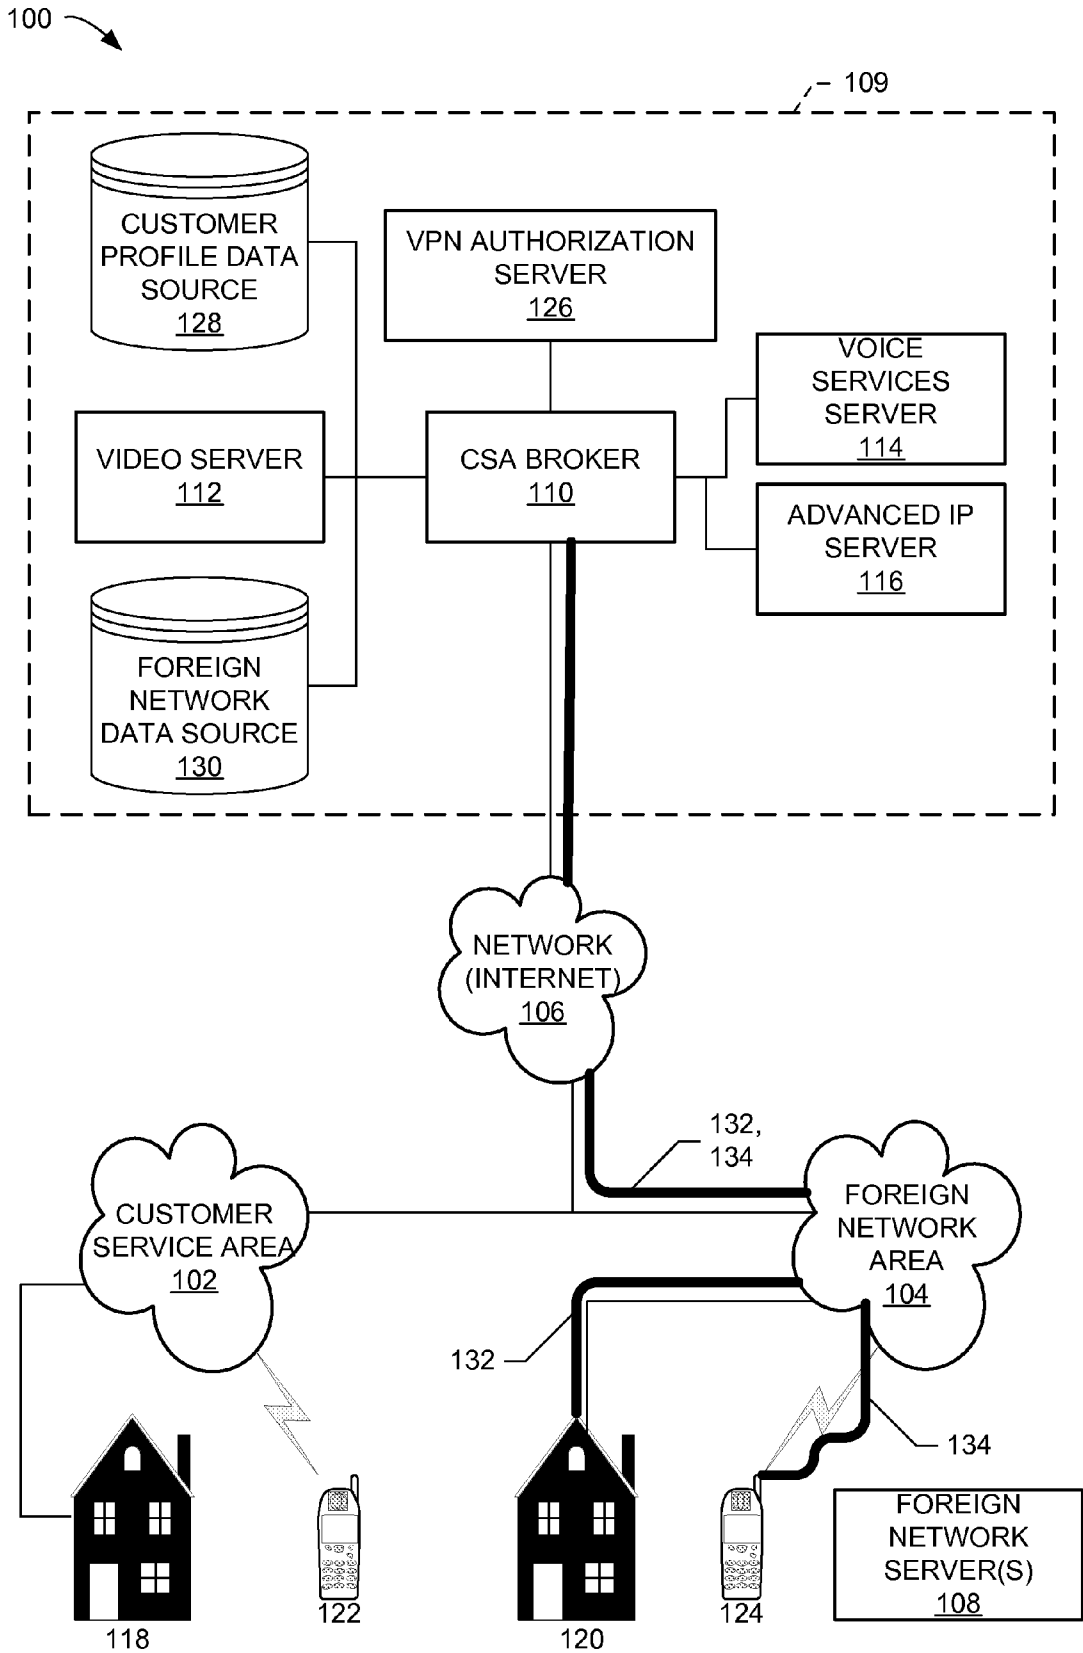 100
109
CUSTOMER
PROFILE DATA
SOURCE
128
VPN AUTHORIZATION
SERVER
126
VOICE
SERVICES
SERVER
114
VIDEO SERVER
112
CSA BROKER
110
ADVANCED IP
SERVER
116
FOREIGN
NETWORK
DATA SOURCE
130
NETWORK
(INTERNET)
106
132,
134
CUSTOMER
SERVICE AREA
102
FOREIGN
NETWORK
AREA
104
132
134
FOREIGN
NETWORK
SERVER(S)
108
118
122
120
124